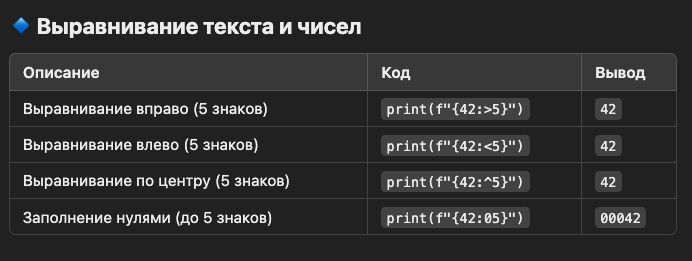 🔷 Выравнивание текста и чисел
Описание Код Вывод
Выравнивание вправо (5 знаков) print(f"{42:>5}") 42
Выравнивание влево (5 знаков) print(f"{42:<5}") 42
Выравнивание по центру (5 знаков) print(f"{42:^5}") 42
Заполнение нулями (до 5 знаков) print(f"{42:05}") 00042